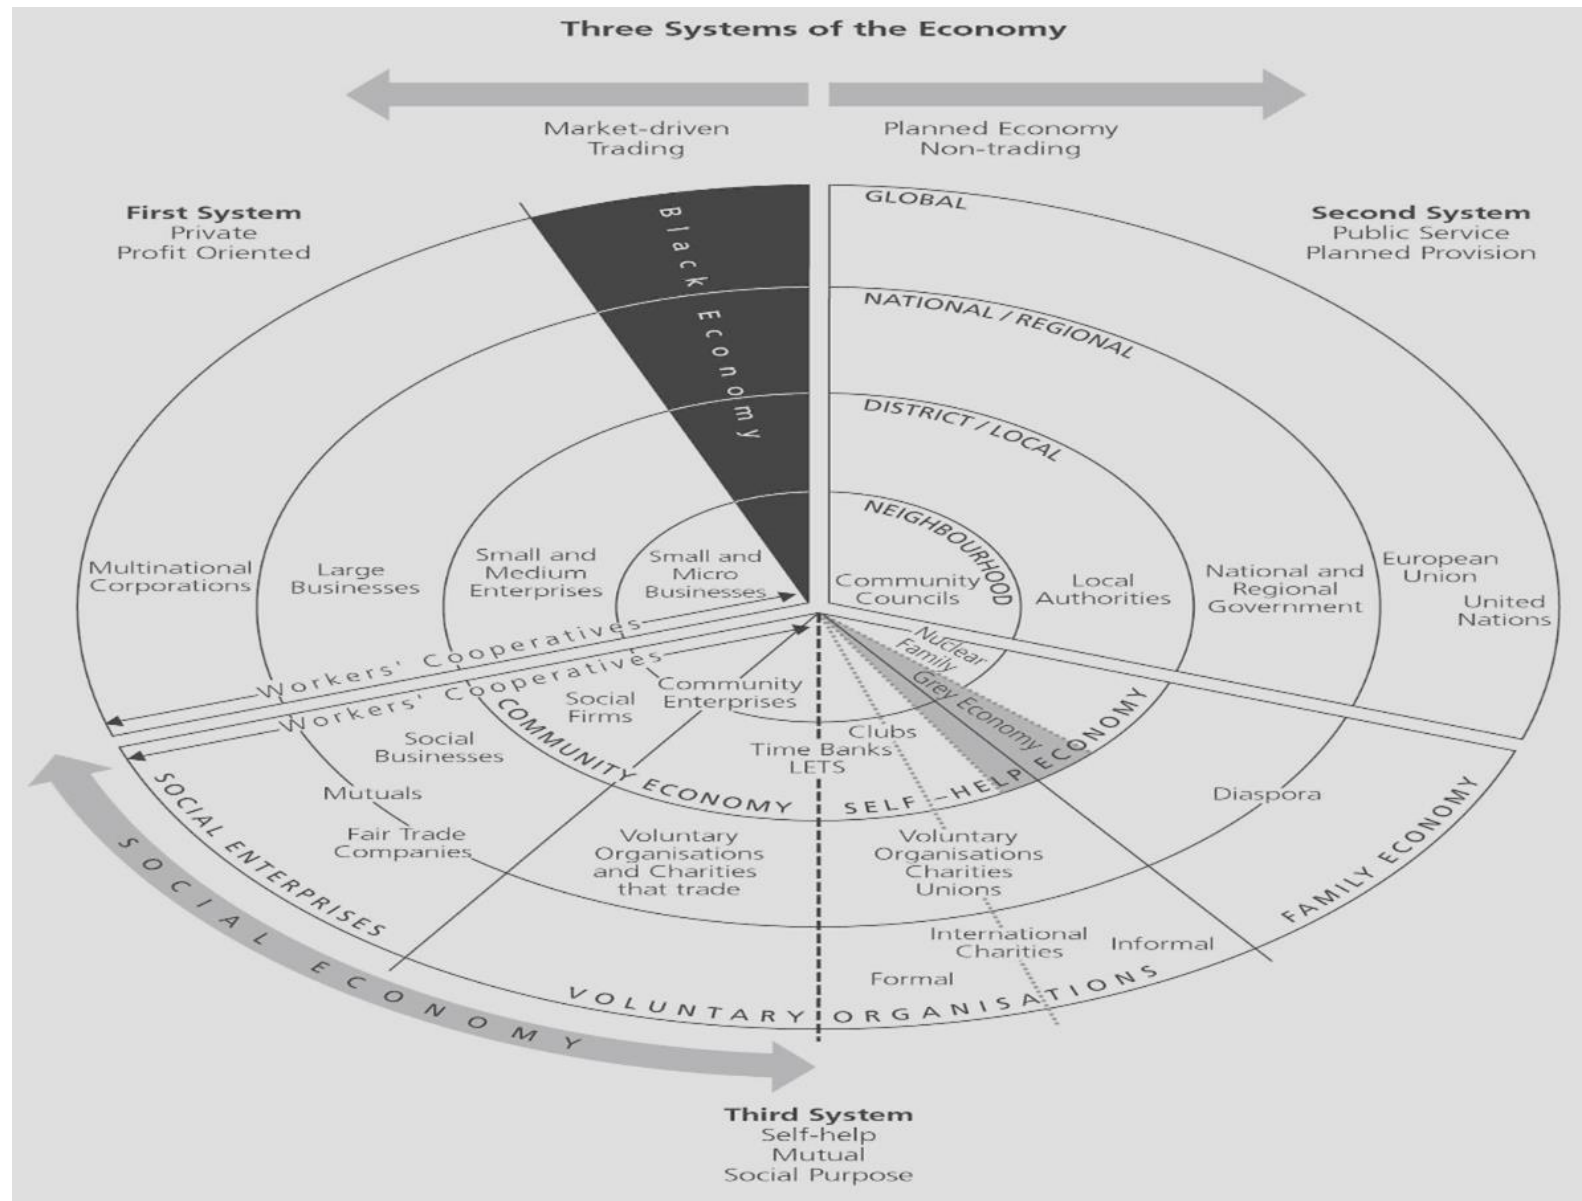 Three Systems of the Economy
Market-driven
Trading
Planned Economy
Non-trading
First System
Private
Profit Oriented
Second System
Public Service
Planned Provision
Black Economy
GLOBAL
NATIONAL / REGIONAL
DISTRICT / LOCAL
NEIGHBOURHOOD
Multinational
Corporations
Large
Businesses
Small and
Medium
Enterprises
Small and
Micro
Businesses
Community
Councils
Local
Authorities
National and
Regional
Government
European
Union
United
Nations
Workers' Cooperatives
Workers' Cooperatives
Nuclear
Family
Grey Economy
Social
Firms
Community
Enterprises
Social
Businesses
COMMUNITY ECONOMY
Clubs
Time Banks
LETS
SELF-HELP ECONOMY
Mutuals
Fair Trade
Companies
Diaspora
Voluntary
Organisations
and Charities
that trade
Voluntary
Organisations
Charities
Unions
SOCIAL ENTERPRISES
FAMILY ECONOMY
International
Charities
Informal
Formal
VOLUNTARY ORGANISATIONS
SOCIAL ECONOMY
Third System
Self-help
Mutual
Social Purpose